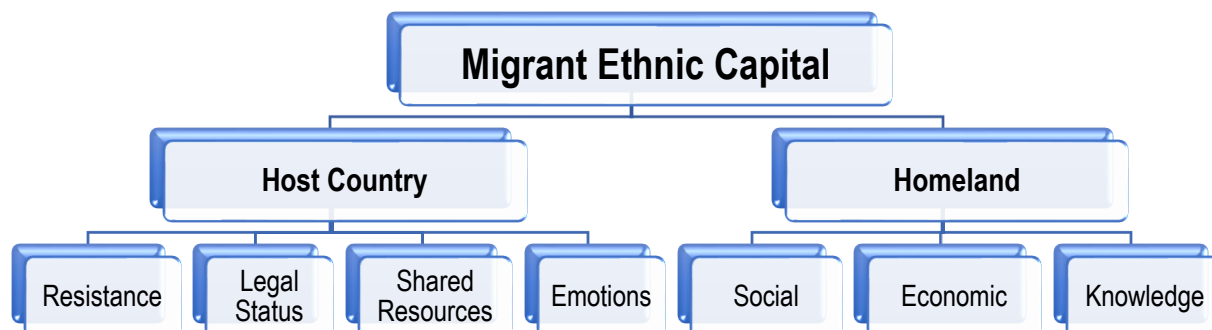 Migrant Ethnic Capital
Host Country
Homeland
Resistance
Legal
Status
Shared
Resources
Emotions
Social
Economic
Knowledge